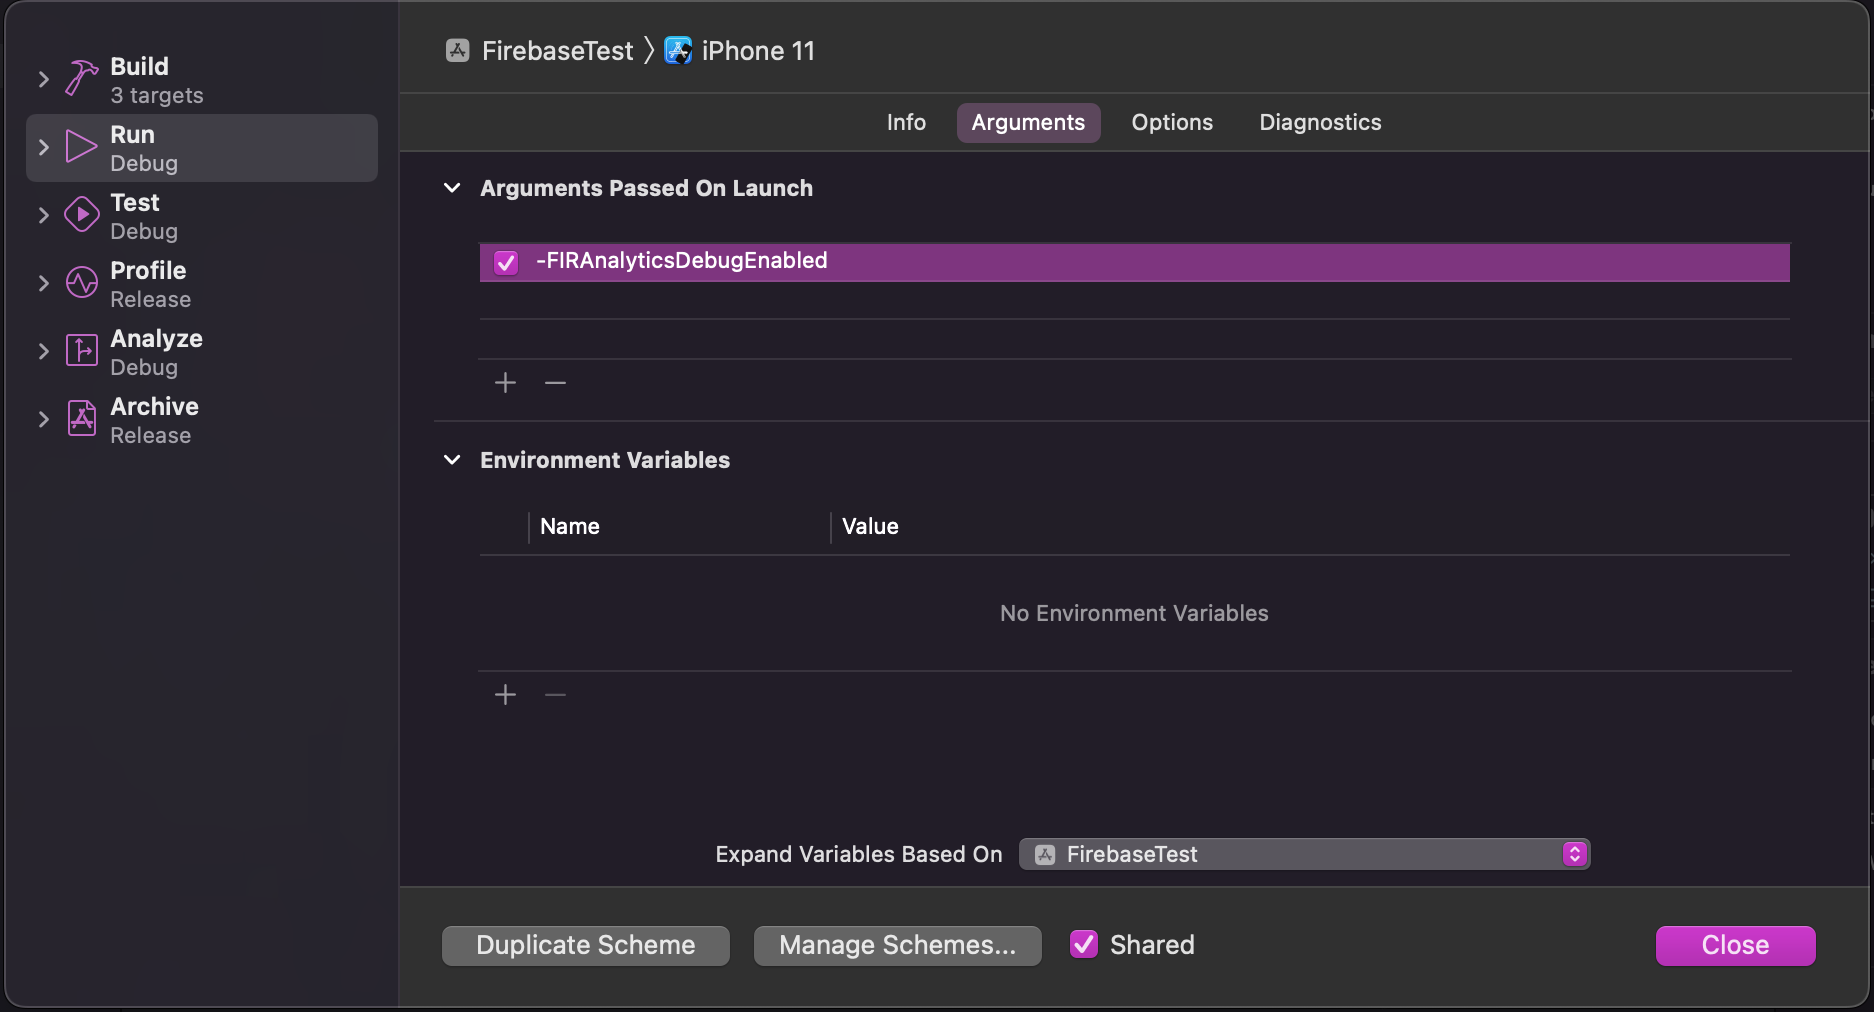 Build
3 targets
Run
Debug
Test
Debug
Profile
Release
Analyze
Debug
Archive
Release
FirebaseTest 〉 iPhone 11
Info Arguments Options Diagnostics
Arguments Passed On Launch
-FIRAnalyticsDebugEnabled
Environment Variables
Name Value
No Environment Variables
Expand Variables Based On FirebaseTest
Duplicate Scheme Manage Schemes... Shared Close